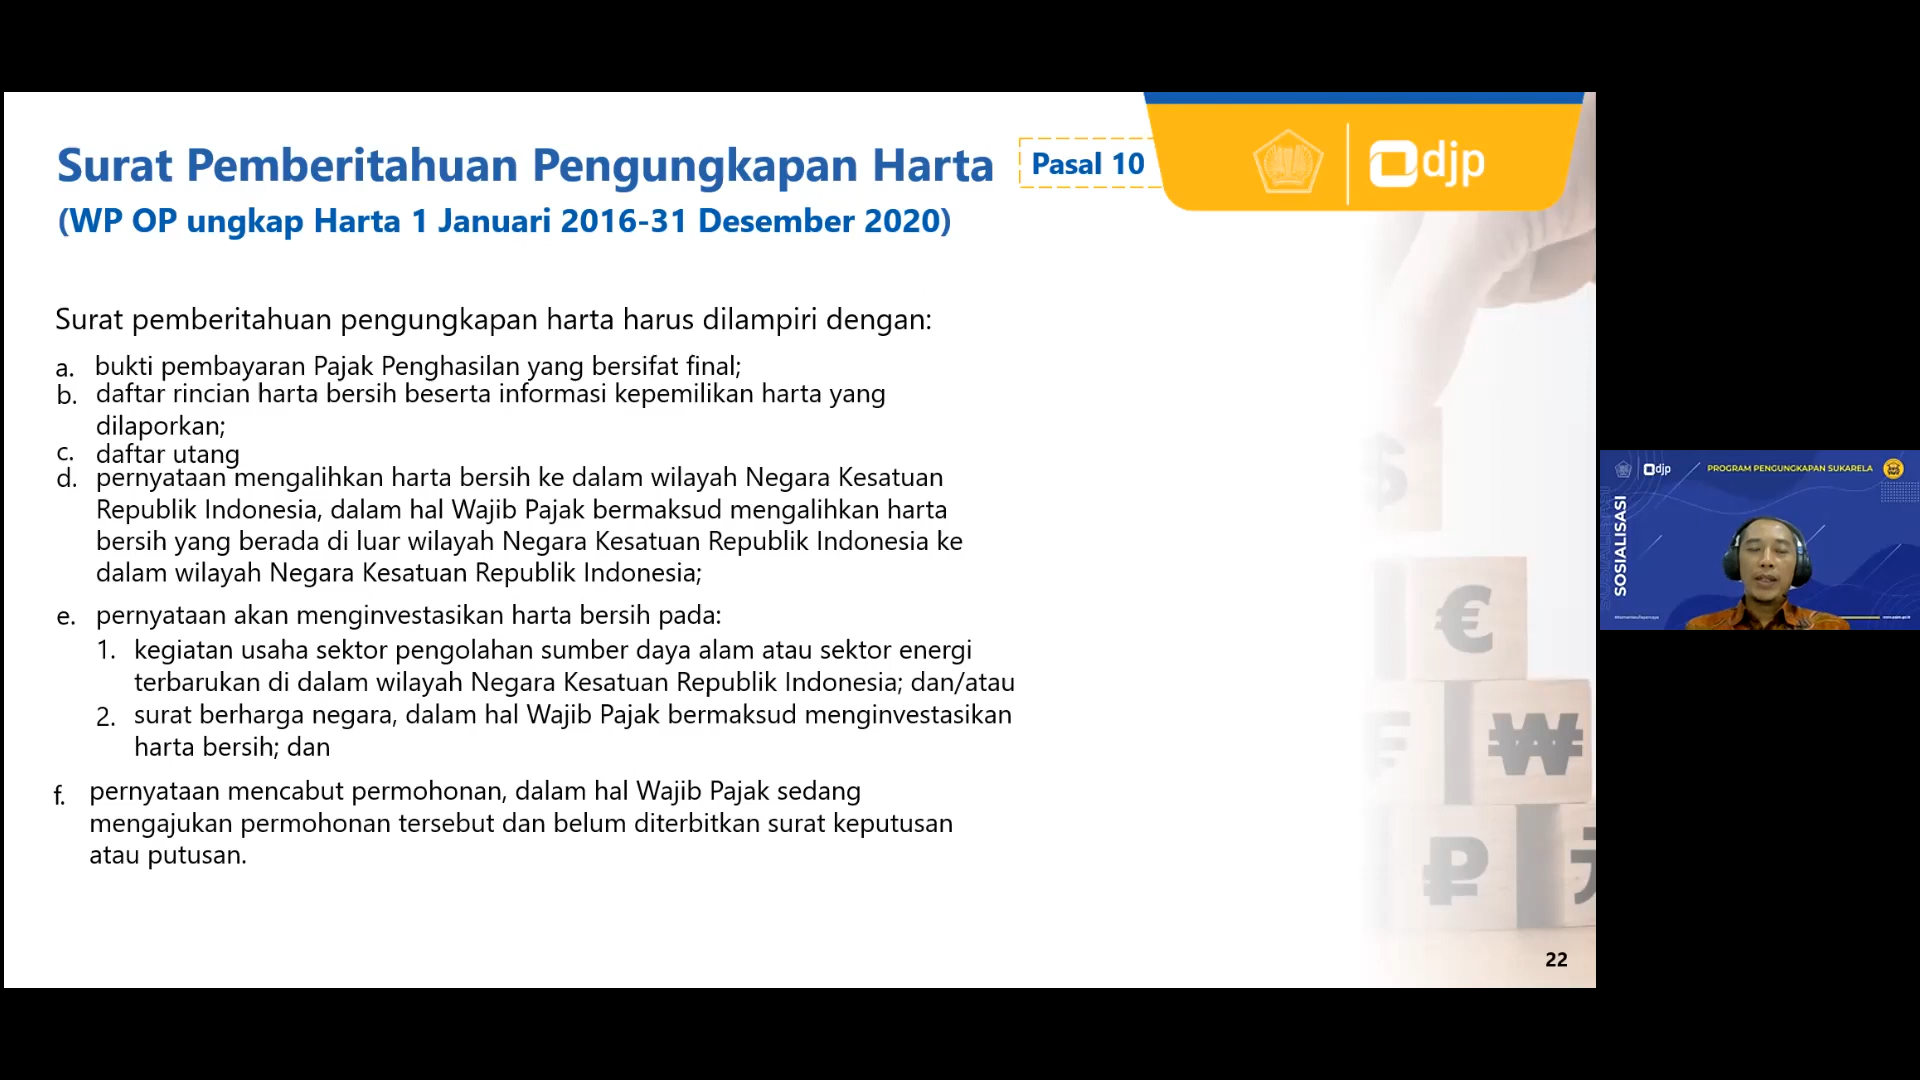 Surat Pemberitahuan Pengungkapan Harta
Pasal 10
djp
(WP OP ungkap Harta 1 Januari 2016-31 Desember 2020)
Surat pemberitahuan pengungkapan harta harus dilampiri dengan:
a. bukti pembayaran Pajak Penghasilan yang bersifat final;
b. daftar rincian harta bersih beserta informasi kepemilikan harta yang
dilaporkan;
c. daftar utang
d. pernyataan mengalihkan harta bersih ke dalam wilayah Negara Kesatuan
Republik Indonesia, dalam hal Wajib Pajak bermaksud mengalihkan harta
bersih yang berada di luar wilayah Negara Kesatuan Republik Indonesia ke
dalam wilayah Negara Kesatuan Republik Indonesia;
e. pernyataan akan menginvestasikan harta bersih pada:
1. kegiatan usaha sektor pengolahan sumber daya alam atau sektor energi
terbarukan di dalam wilayah Negara Kesatuan Republik Indonesia; dan/atau
2. surat berharga negara, dalam hal Wajib Pajak bermaksud menginvestasikan
harta bersih; dan
f. pernyataan mencabut permohonan, dalam hal Wajib Pajak sedang
mengajukan permohonan tersebut dan belum diterbitkan surat keputusan
atau putusan.
$
€
₩
₽
22
djp
PROGRAM PENGUNGKAPAN SUKARELA
SOSIALISASI